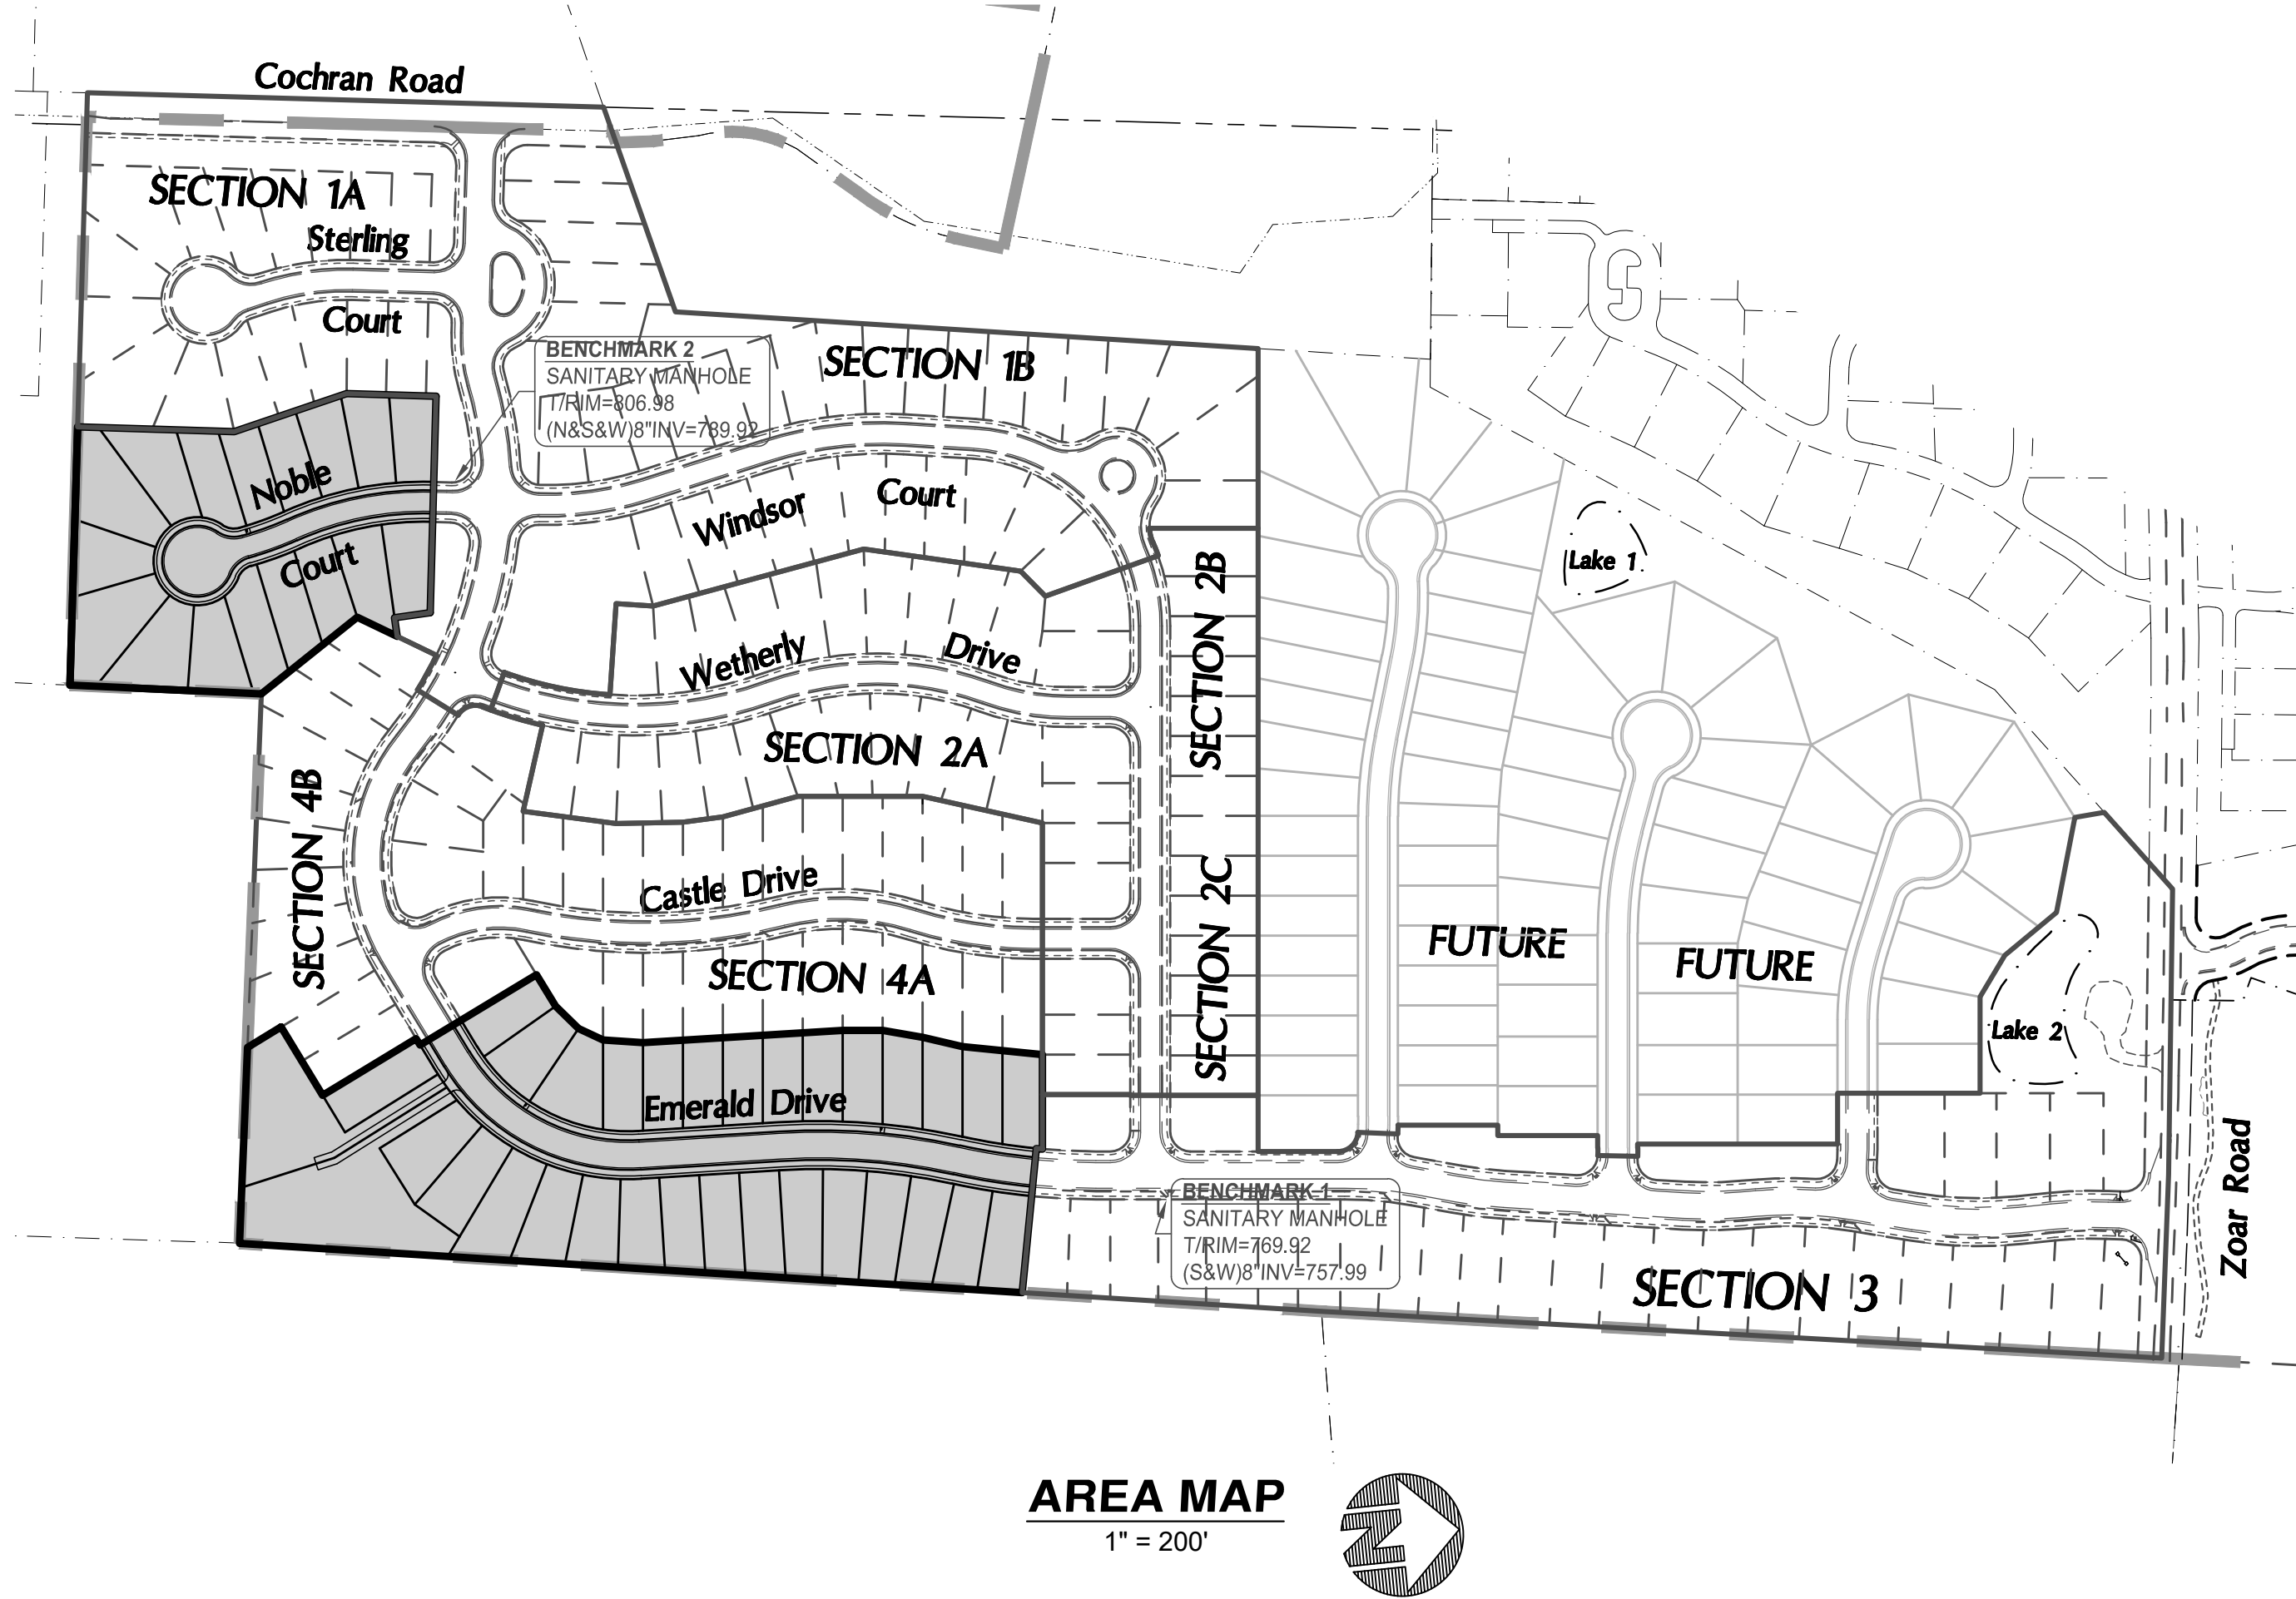 Cochran Road
SECTION 1A
Sterling
Court
BENCHMARK 2
SANITARY MANHOLE
T/RIM=806.98
(N&S&W)8"INV=789.92
SECTION 1B
Noble
Court
Windsor Court
Wetherly Drive
SECTION 2B
Lake 1
SECTION 2A
SECTION 4B
Castle Drive
SECTION 2C
SECTION 4A
FUTURE
FUTURE
Lake 2
Emerald Drive
BENCHMARK 1
SANITARY MANHOLE
T/RIM=769.92
(S&W)8"INV=757.99
SECTION 3
Zoar Road
AREA MAP
1" = 200'
N